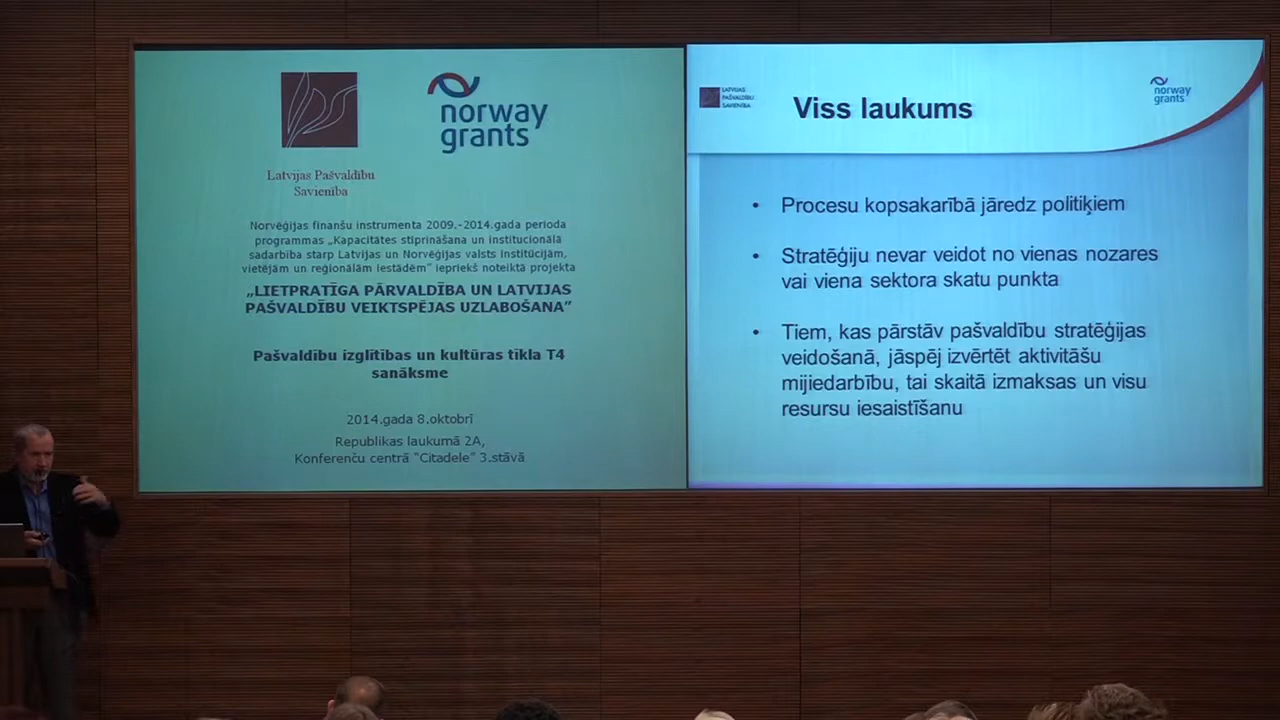 Latvijas Pašvaldību
Savienība
norway
grants
Norvēģijas finanšu instrumenta 2009.-2014.gada perioda
programmas „Kapacitātes stiprināšana un institucionālā
sadarbība starp Latvijas un Norvēģijas valsts institūcijām,
vietējām un reģionālām iestādēm” iepriekš noteiktā projekta
„LIETPRATĪGA PĀRVALDĪBA UN LATVIJAS
PAŠVALDĪBU VEIKTSPĒJAS UZLABOŠANA”
Pašvaldību izglītības un kultūras tīkla T4
sanāksme
2014.gada 8.oktobrī
Republikas laukumā 2A,
Konferenču centrā “Citadele” 3.stāvā
LATVIJAS
PAŠVALDĪBU
SAVIENĪBA
Viss laukums
norway
grants
• Procesu kopsakarībā jāredz politiķiem
• Stratēģiju nevar veidot no vienas nozares
vai viena sektora skatu punkta
• Tiem, kas pārstāv pašvaldību stratēģijas
veidošanā, jāspēj izvērtēt aktivitāšu
mijiedarbību, tai skaitā izmaksas un visu
resursu iesaistīšanu